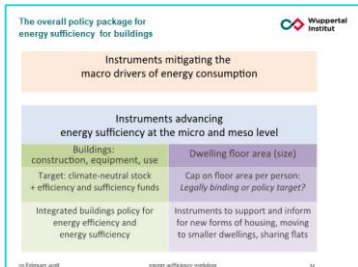 The overall policy package for
energy sufficiency for buildings
Wuppertal
Institut
Instruments mitigating the
macro drivers of energy consumption
Instruments advancing
energy sufficiency at the micro and meso level
Buildings:
construction, equipment, use
Dwelling floor area (size)
Target: climate-neutral stock
+ efficiency and sufficiency funds
Cap on floor area per person:
Legally binding or policy target?
Integrated buildings policy for
energy efficiency and
energy sufficiency
Instruments to support and inform
for new forms of housing, moving
to smaller dwellings, sharing flats
February 2018
energy sufficiency workshop